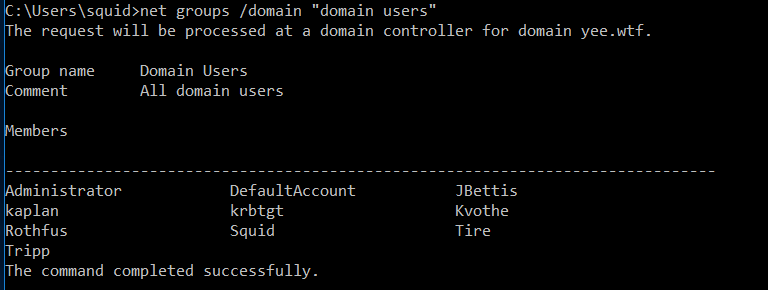 C:\Users\squid>net groups /domain "domain users"
The request will be processed at a domain controller for domain yee.wtf.
Group name     Domain Users
Comment        All domain users
Members
-------------------------------------------------------------------------------
Administrator            DefaultAccount           JBettis
kaplan                   krbtgt                   Kvothe
Rothfus                  Squid                    Tire
Tripp
The command completed successfully.